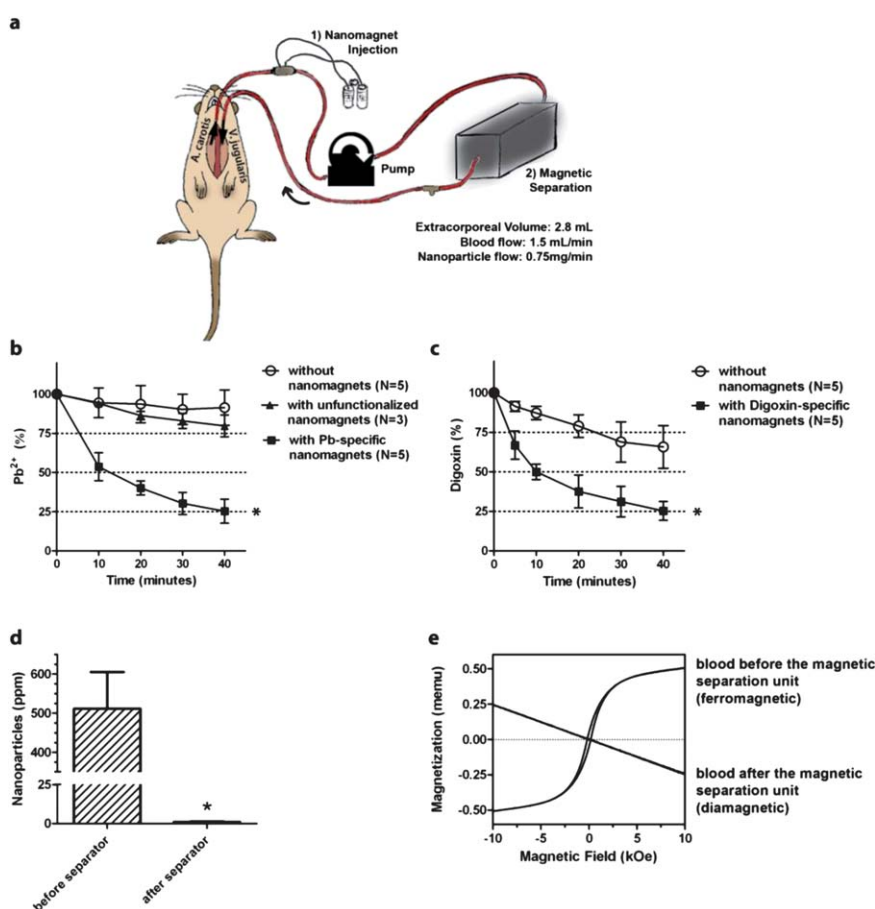 a
1) Nanomagnet
Injection
A. carotis
V. jugularis
Pump
2) Magnetic
Separation
Extracorporeal Volume: 2.8 mL
Blood flow: 1.5 mL/min
Nanoparticle flow: 0.75mg/min
b
Pb2+ (%)
100
75
50
25
0
0 10 20 30 40
Time (minutes)
*
without
nanomagnets (N=5)
with unfunctionalized
nanomagnets (N=3)
with Pb-specific
nanomagnets (N=5)
c
Digoxin (%)
100
75
50
25
0
0 10 20 30 40
Time (minutes)
*
without
nanomagnets (N=5)
with Digoxin-specific
nanomagnets (N=5)
d
Nanoparticles (ppm)
600
500
400
25
0
*
before separator
after separator
e
Magnetization (memu)
0.50
0.25
0.00
-0.25
-0.50
-10 -5 0 5 10
Magnetic Field (kOe)
blood before the magnetic
separation unit
(ferromagnetic)
blood after the magnetic
separation unit
(diamagnetic)